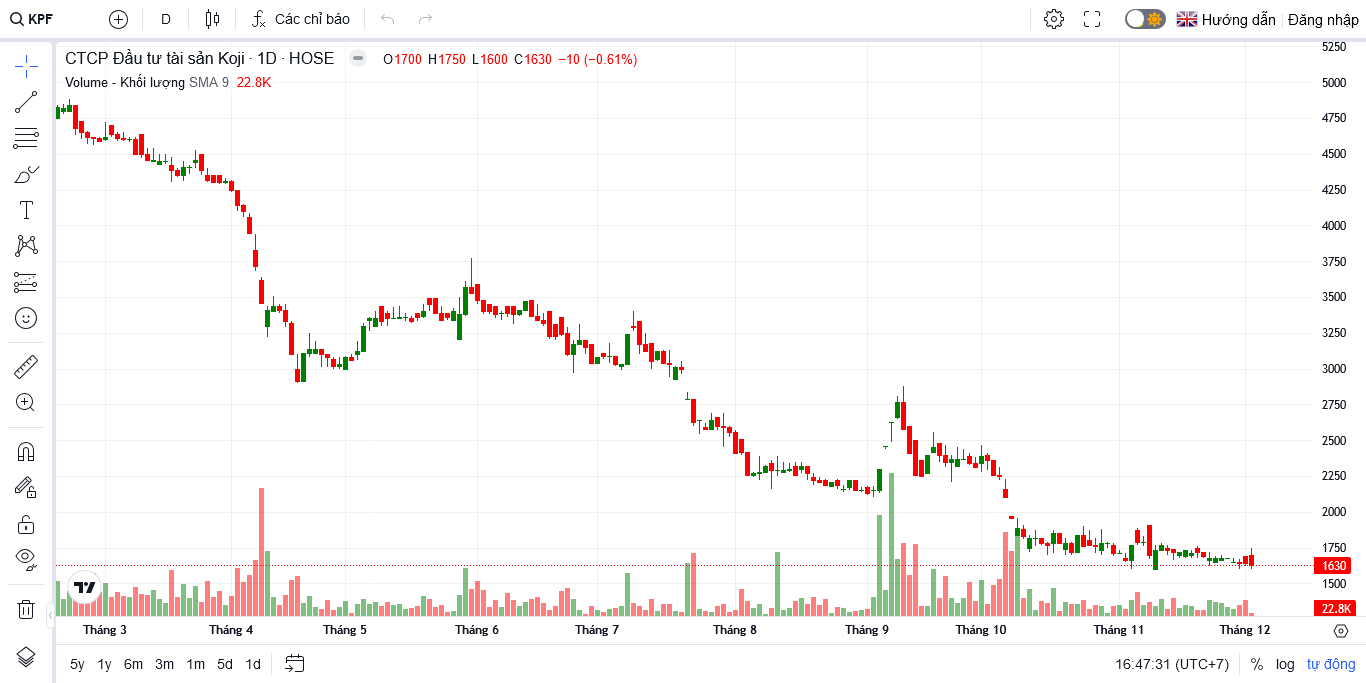 KPF D Các chỉ báo Hướng dẫn Đăng nhập
CTCP Đầu tư tài sản Koji · 1D · HOSE O1700 H1750 L1600 C1630 −10 (−0.61%)
Volume - Khối lượng SMA 9 22.8K
5250
5000
4750
4500
4250
4000
3750
3500
3250
3000
2750
2500
2250
2000
1750
1630
1500
22.8K
Tháng 3 Tháng 4 Tháng 5 Tháng 6 Tháng 7 Tháng 8 Tháng 9 Tháng 10 Tháng 11 Tháng 12
5y 1y 6m 3m 1m 5d 1d 16:47:31 (UTC+7) % log tự động